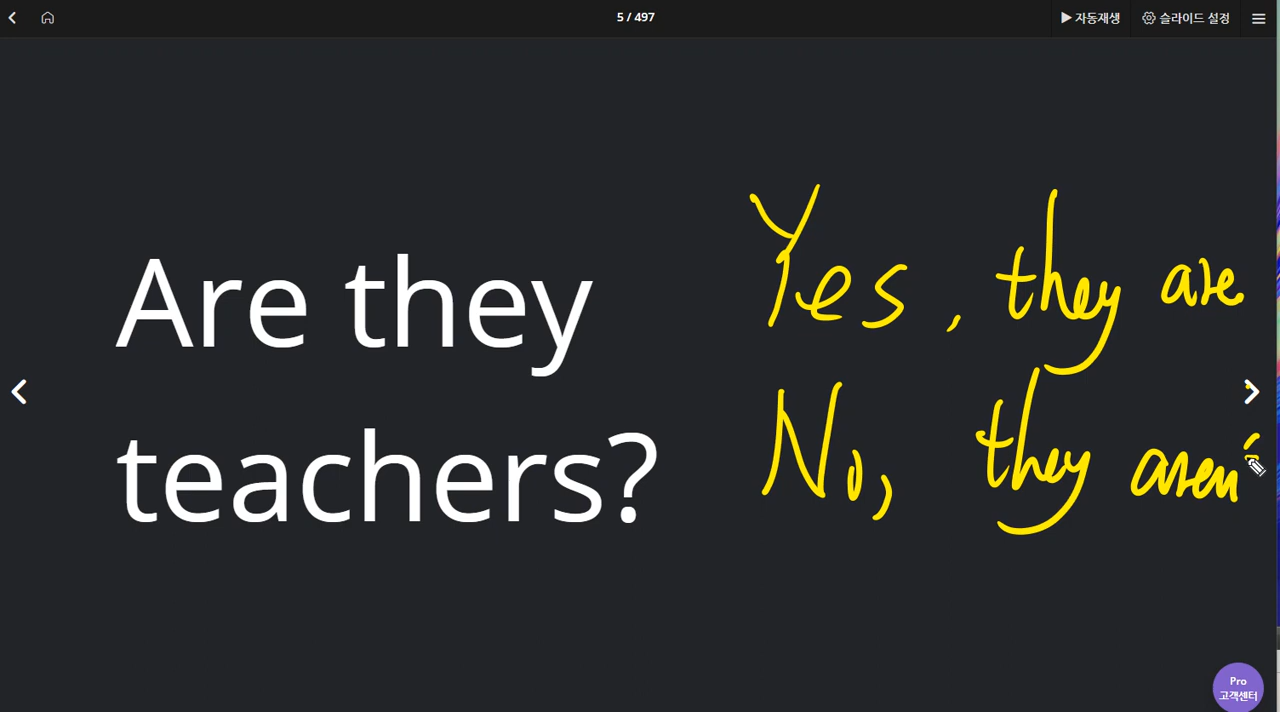 5 / 497
▶ 자동재생
슬라이드 설정
Are they
teachers?
Yes, they are.
No, they aren'
Pro
고객센터